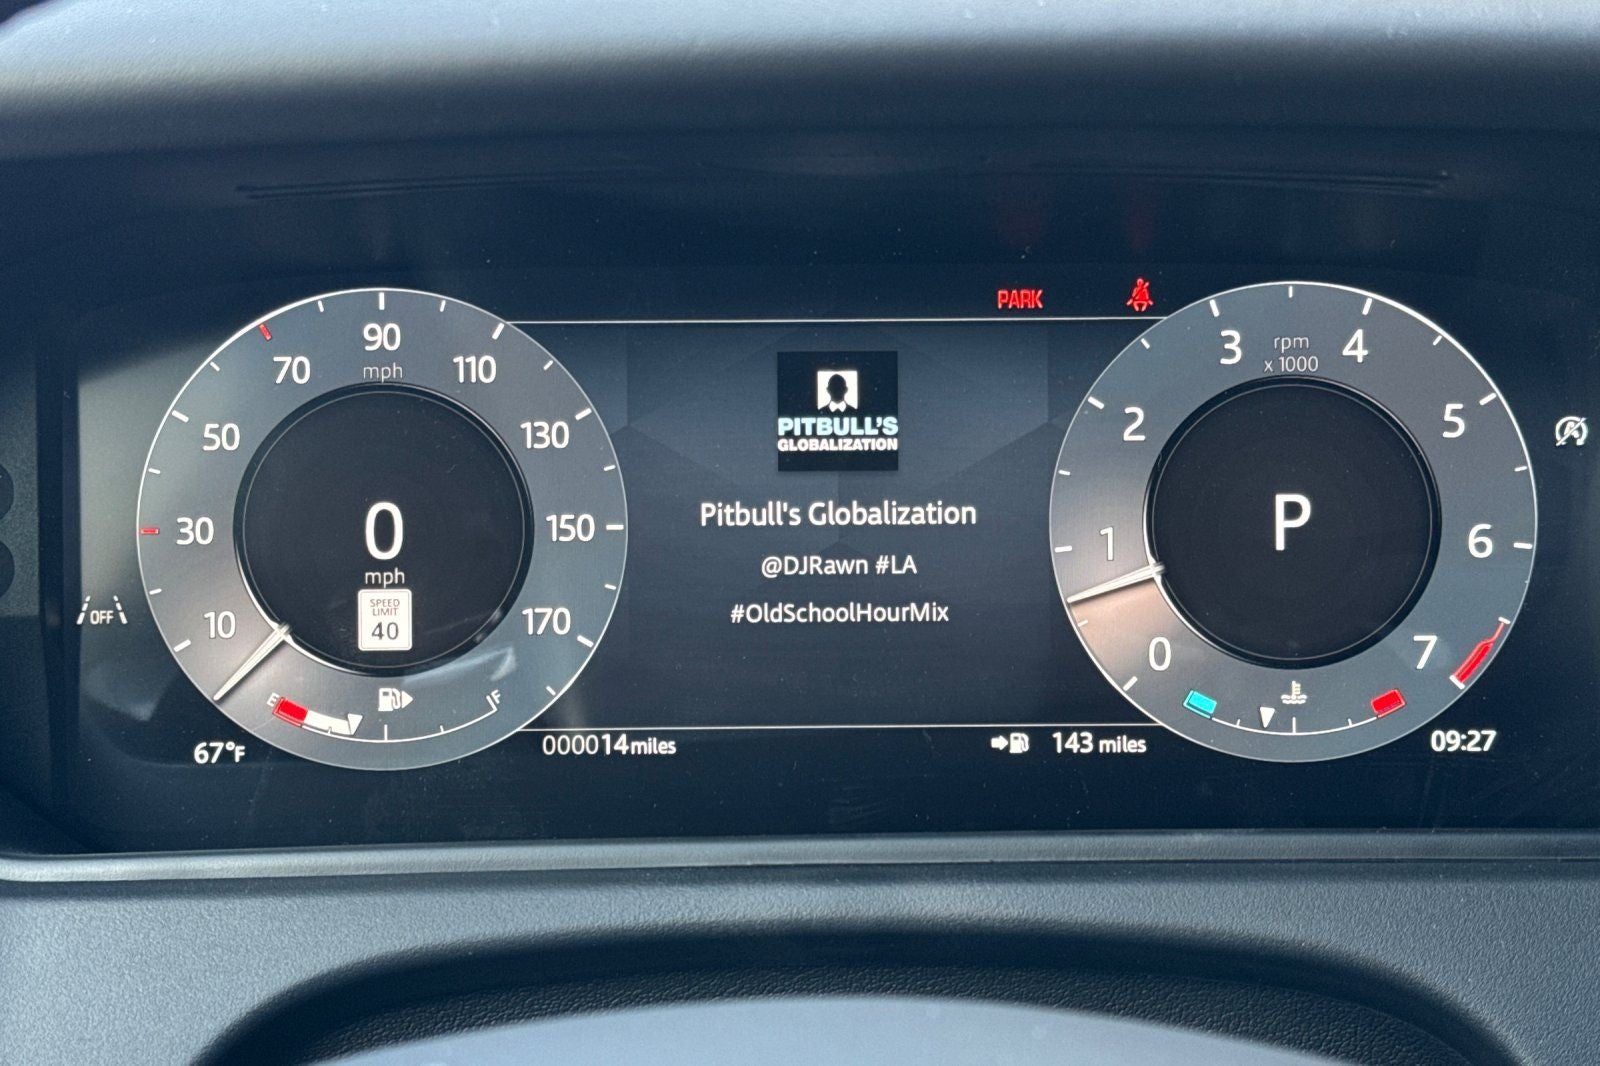 PARK
90
mph
70
110
50
130
30
150
10
170
0
mph
SPEED
LIMIT
40
E
F
OFF
67°F
000014 miles
PITBULL'S
GLOBALIZATION
Pitbull's Globalization
@DJRawn #LA
#OldSchoolHourMix
143 miles
rpm
x 1000
3
4
2
5
1
6
0
7
P
A
09:27